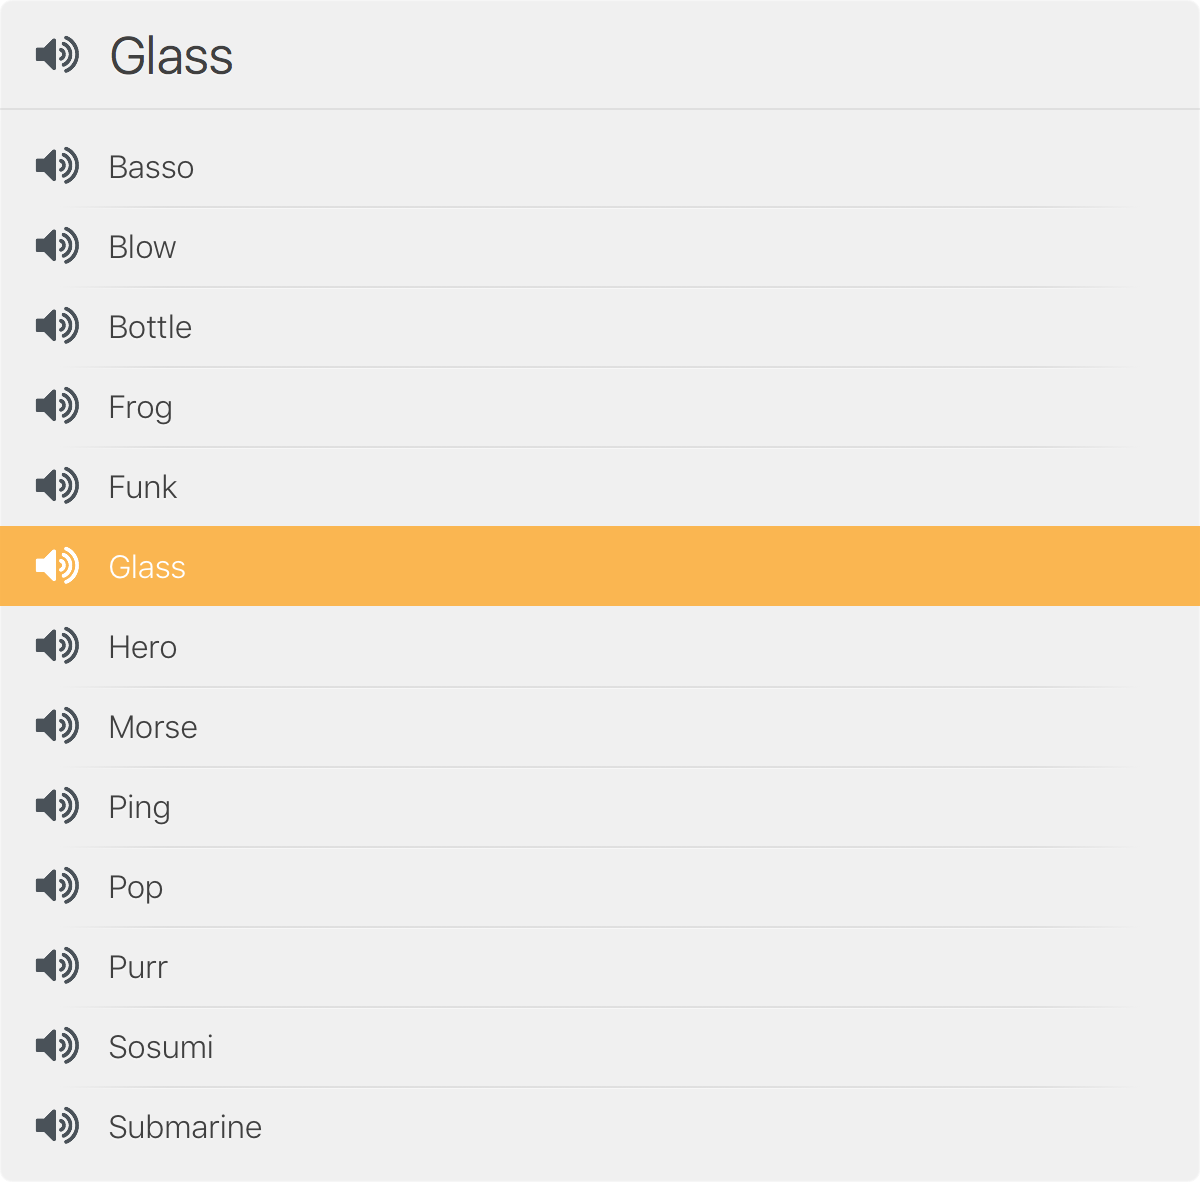 Glass
Basso
Blow
Bottle
Frog
Funk
Glass
Hero
Morse
Ping
Pop
Purr
Sosumi
Submarine